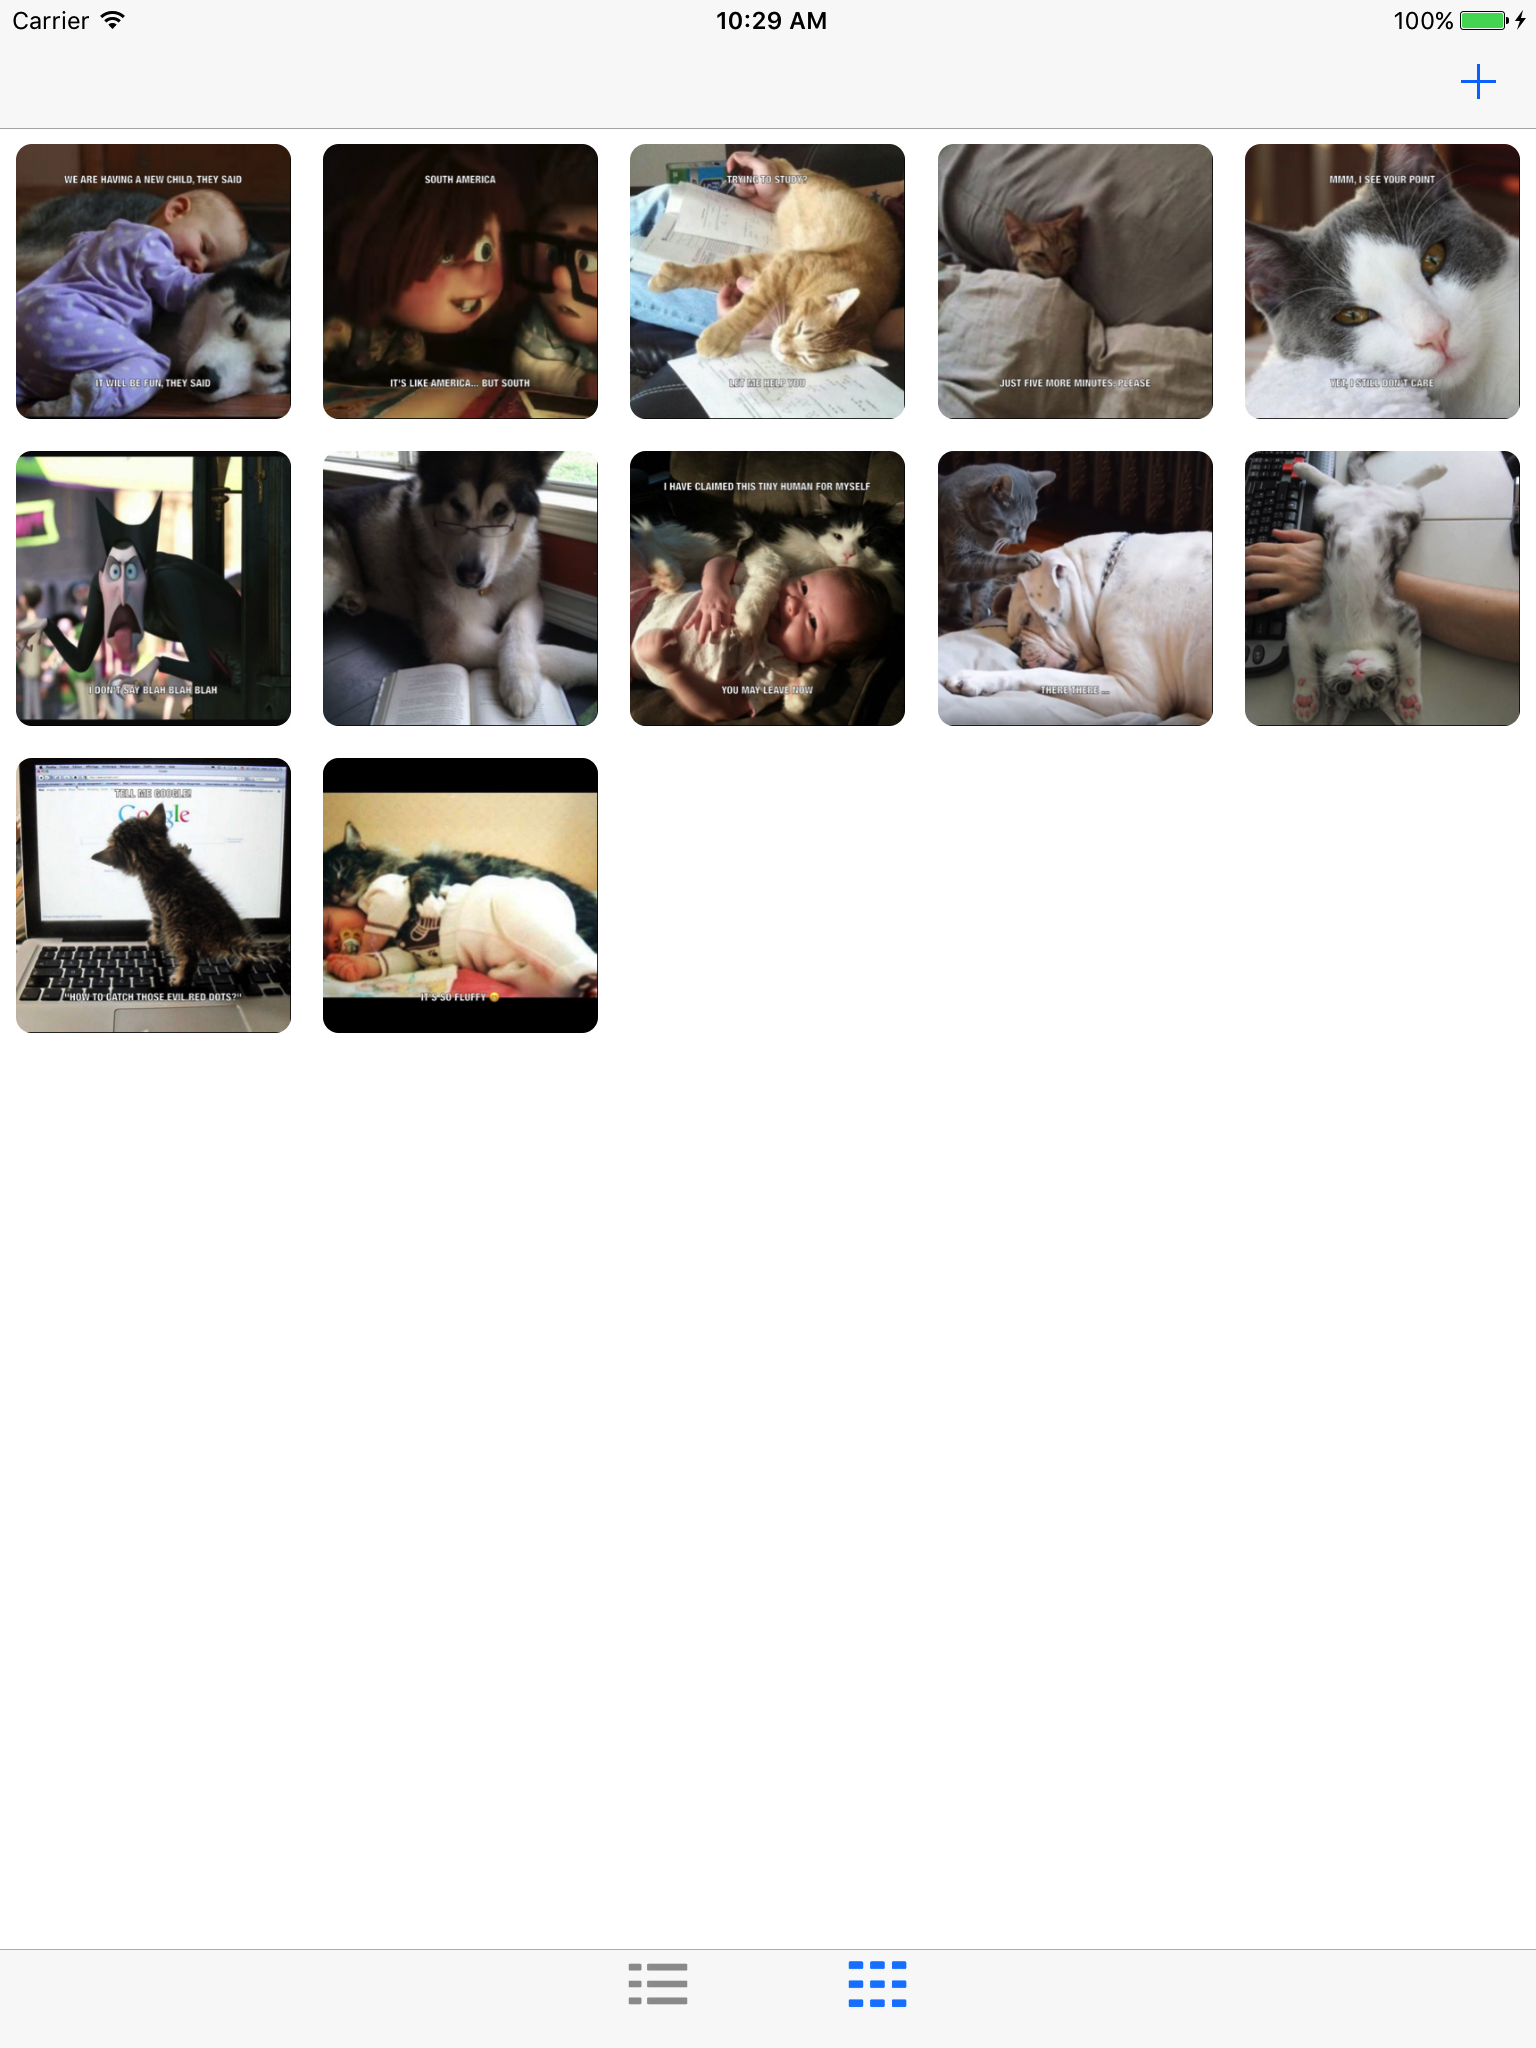 Carrier 10:29 AM 100%
WE ARE HAVING A NEW CHILD, THEY SAID
IT WILL BE FUN, THEY SAID
SOUTH AMERICA
IT'S LIKE AMERICA... BUT SOUTH
TRYING TO STUDY?
LET ME HELP YOU
JUST FIVE MORE MINUTES, PLEASE
MMM, I SEE YOUR POINT
YET, I STILL DON'T CARE
I DON'T SAY BLAH BLAH BLAH
I HAVE CLAIMED THIS TINY HUMAN FOR MYSELF
YOU MAY LEAVE NOW
THERE THERE ...
TELL ME GOOGLE!
"HOW TO CATCH THOSE EVIL RED DOTS?"
IT'S SO FLUFFY